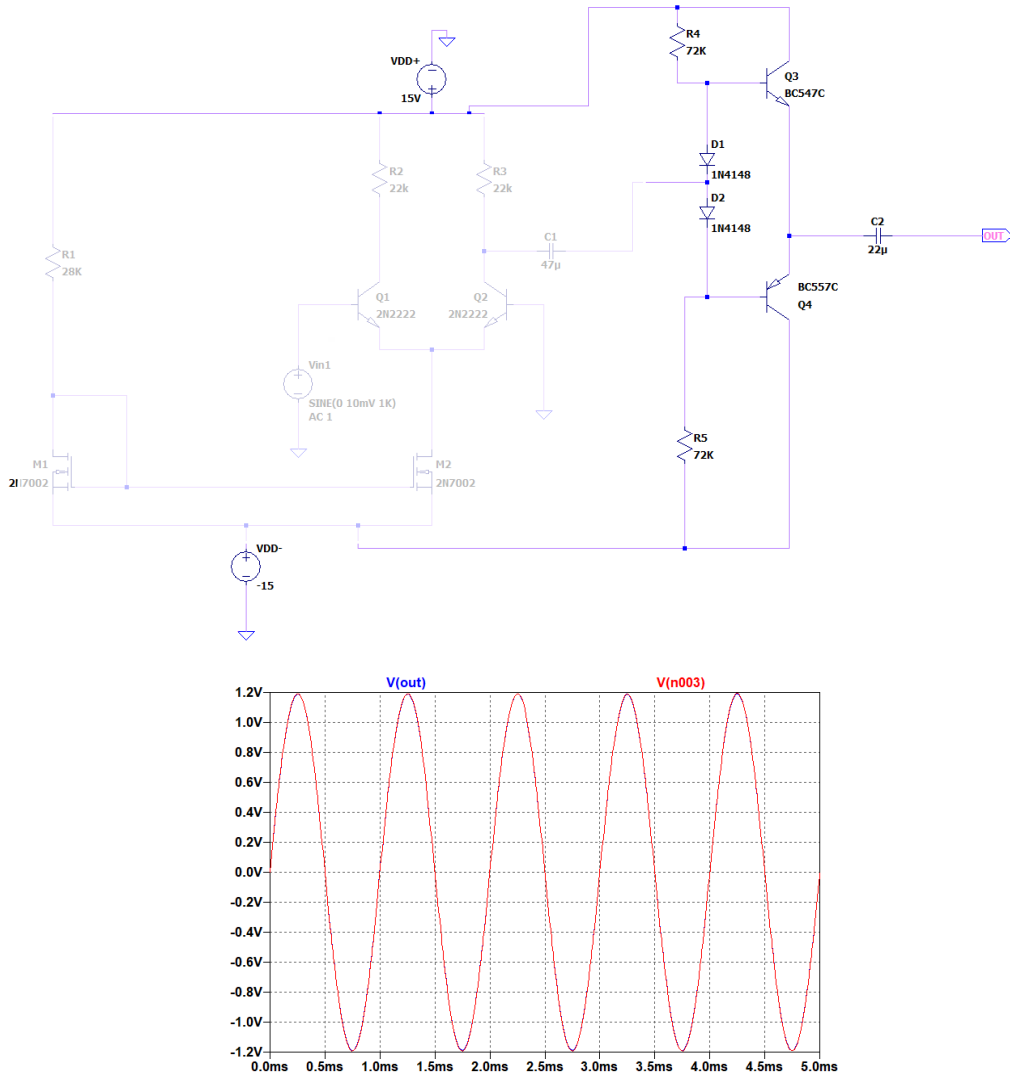 R4
72K
VDD+
15V
Q3
BC547C
D1
1N4148
R2
22k
R3
22k
D2
1N4148
C1
47µ
C2
22µ
OUT
R1
28K
Q1
2N2222
Q2
2N2222
BC557C
Q4
Vin1
SINE(0 10mV 1K)
AC 1
R5
72K
M1
2N7002
M2
2N7002
VDD-
-15
V(out) V(n003)
1.2V
1.0V
0.8V
0.6V
0.4V
0.2V
0.0V
-0.2V
-0.4V
-0.6V
-0.8V
-1.0V
-1.2V
0.0ms 0.5ms 1.0ms 1.5ms 2.0ms 2.5ms 3.0ms 3.5ms 4.0ms 4.5ms 5.0ms